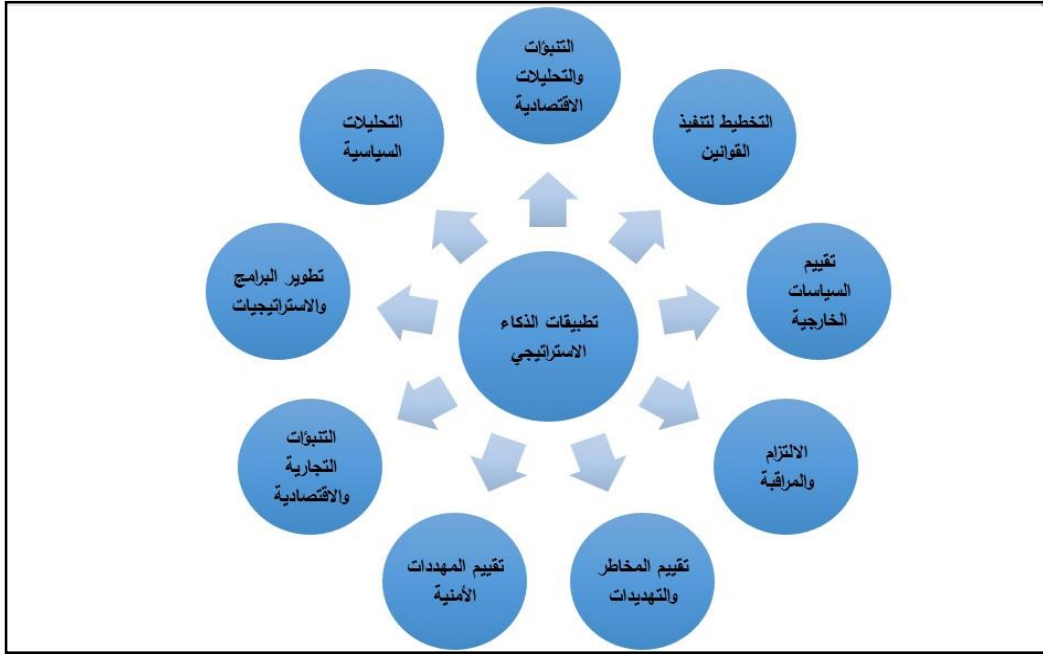 تطبيقات الذكاء
الاستراتيجي
التنبؤات
والتحليلات
الاقتصادية
التخطيط لتنفيذ
القوانين
تقييم
السياسات
الخارجية
الالتزام
والمراقبة
تقييم المخاطر
والتهديدات
تقييم المهددات
الأمنية
التنبؤات
التجارية
والاقتصادية
تطوير البرامج
والاستراتيجيات
التحليلات
السياسية